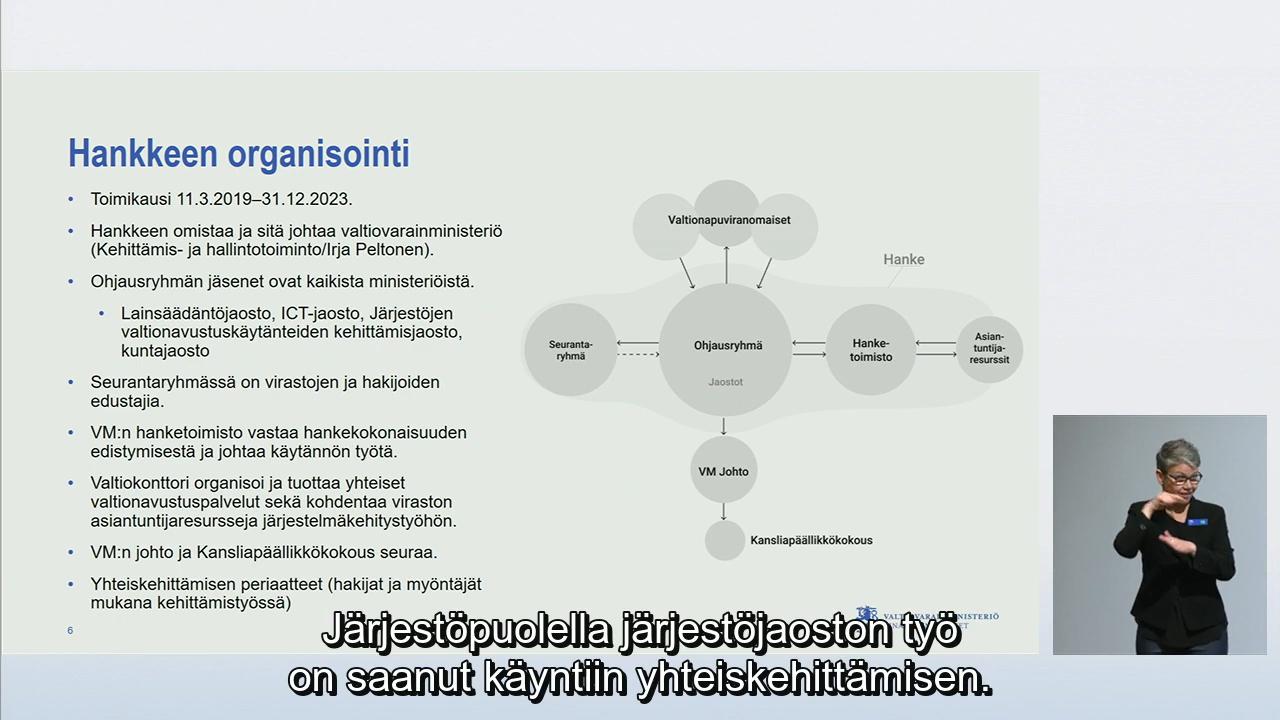 Hankkeen organisointi
• Toimikausi 11.3.2019–31.12.2023.
• Hankkeen omistaa ja sitä johtaa valtiovarainministeriö
(Kehittämis- ja hallintotoiminto/Irja Peltonen).
• Ohjausryhmän jäsenet ovat kaikista ministeriöistä.
• Lainsäädäntöjaosto, ICT-jaosto, Järjestöjen
valtionavustuskäytänteiden kehittämisjaosto,
kuntajaosto
• Seurantaryhmässä on virastojen ja hakijoiden
edustajia.
• VM:n hanketoimisto vastaa hankekokonaisuuden
edistymisestä ja johtaa käytännön työtä.
• Valtiokonttori organisoi ja tuottaa yhteiset
valtionavustuspalvelut sekä kohdentaa viraston
asiantuntijaresursseja järjestelmäkehitystyöhön.
• VM:n johto ja Kansliapäällikkökokous seuraa.
• Yhteiskehittämisen periaatteet (hakijat ja myöntäjät
mukana kehittämistyössä)
6
Valtionapuviranomaiset
Hanke
Seuranta-
ryhmä
Ohjausryhmä
Jaostot
Hanke-
toimisto
Asian-
tuntija-
resurssit
VM Johto
Kansliapäällikkökokous
VALTIOVARAINMINISTERIÖ
Järjestöpuolella järjestöjaoston työ
on saanut käyntiin yhteiskehittämisen.